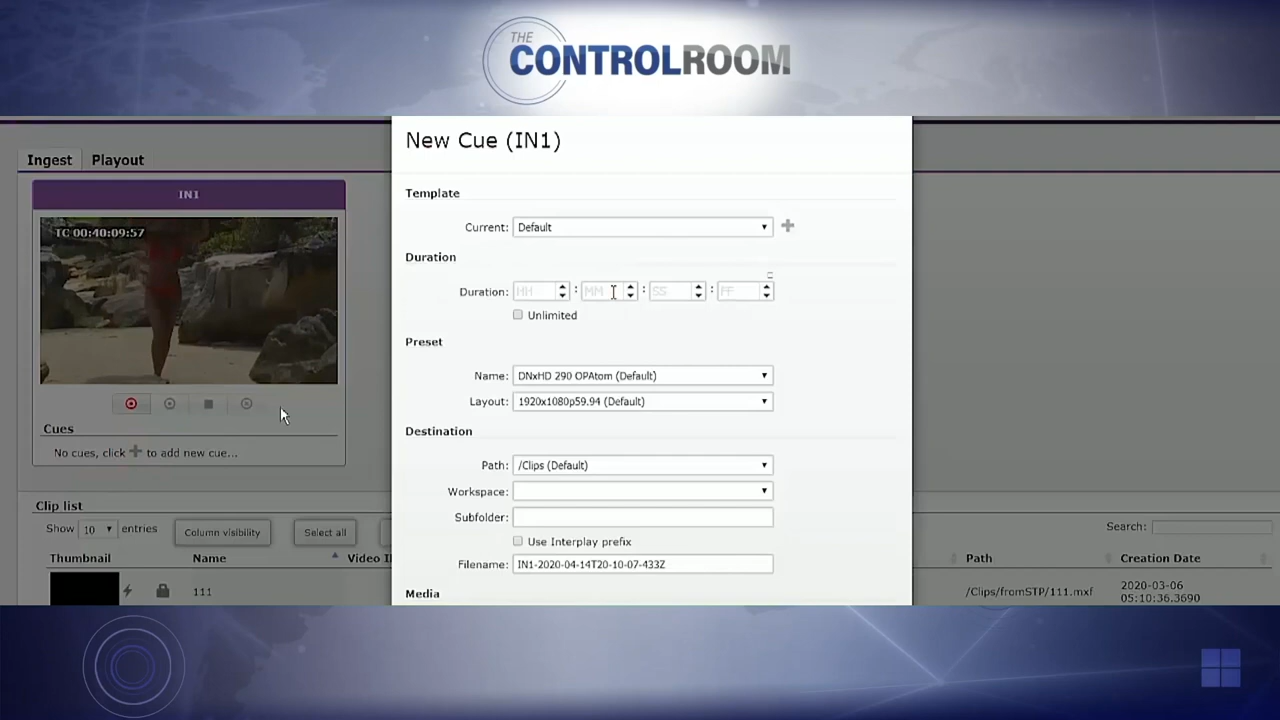 THE
CONTROLROOM
New Cue (IN1)
Ingest
Playout
IN1
TC 00:40:09:57
Cues
No cues, click + to add new cue...
Template
Current:
Default
Duration
Duration:
HH : MM : SS : FF
Unlimited
Preset
Name:
DNxHD 290 OPAtom (Default)
Layout:
1920x1080p59.94 (Default)
Destination
Path:
/Clips (Default)
Workspace:
Subfolder:
Use Interplay prefix
Filename:
IN1-2020-04-14T20-10-07-433Z
Media
Clip list
Show 10 entries
Column visibility
Select all
Search:
Thumbnail
Name
Path
Creation Date
111
/Clips/fromSTP/111.mxf
2020-03-06
05:10:36.3690